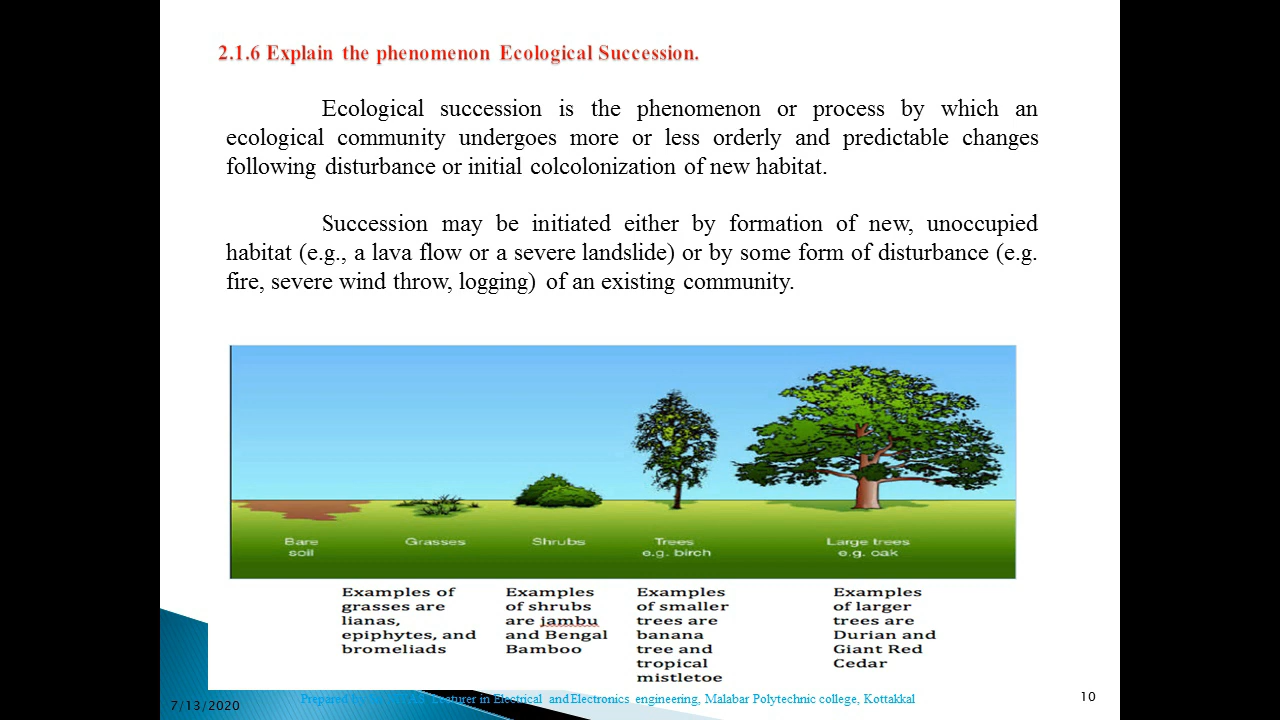 2.1.6 Explain the phenomenon Ecological Succession.
Ecological succession is the phenomenon or process by which an
ecological community undergoes more or less orderly and predictable changes
following disturbance or initial colcolonization of new habitat.
Succession may be initiated either by formation of new, unoccupied
habitat (e.g., a lava flow or a severe landslide) or by some form of disturbance (e.g.
fire, severe wind throw, logging) of an existing community.
Bare
soil
Grasses
Shrubs
Trees
e.g. birch
Large trees
e.g. oak
Examples of
grasses are
lianas,
epiphytes, and
bromeliads
Examples
of shrubs
are jambu
and Bengal
Bamboo
Examples
of smaller
trees are
banana
tree and
tropical
mistletoe
Examples
of larger
trees are
Durian and
Giant Red
Cedar
Prepared Lecturer in Electrical and Electronics engineering, Malabar Polytechnic college, Kottakkal
7/13/2020
10